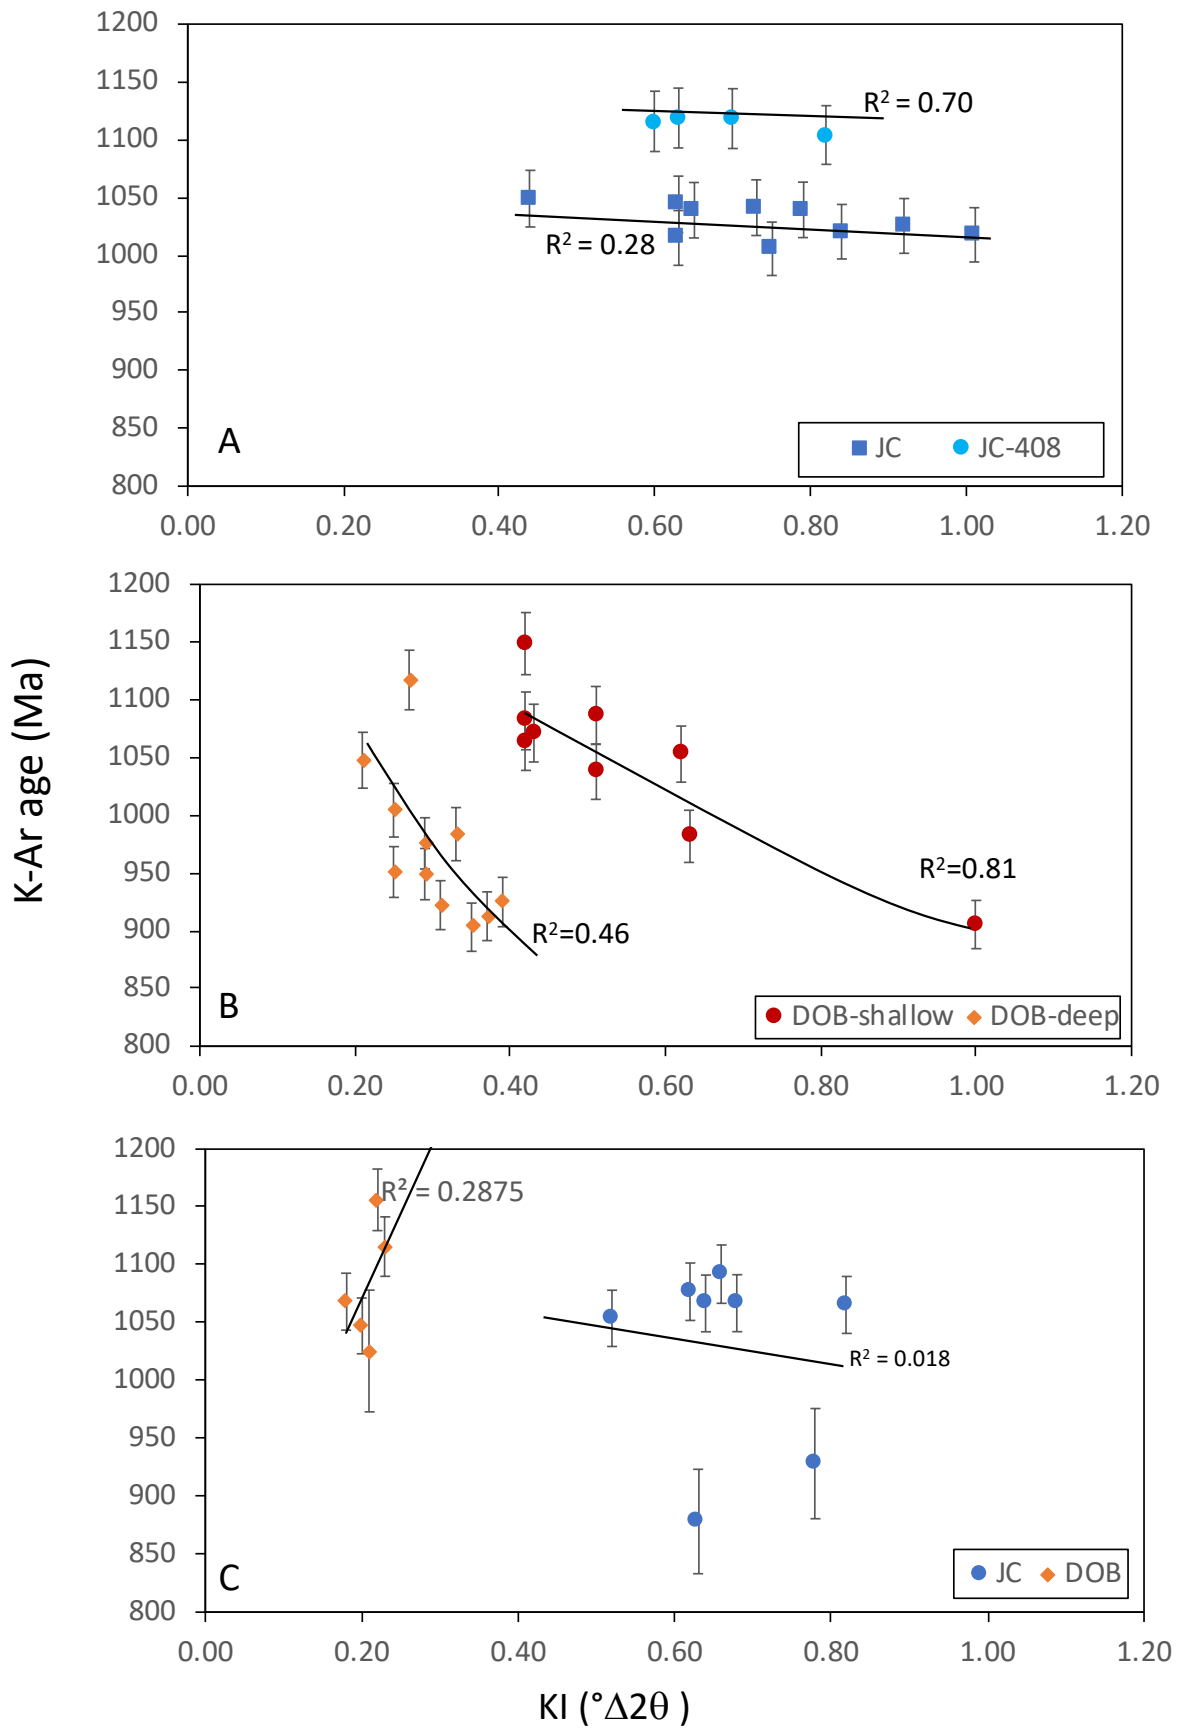 1200
1150
1100
1050
1000
950
900
850
800
R² = 0.70
R² = 0.28
A
JC JC-408
0.00 0.20 0.40 0.60 0.80 1.00 1.20
K-Ar age (Ma)
1200
1150
1100
1050
1000
950
900
850
800
R²=0.81
R²=0.46
B
DOB-shallow DOB-deep
0.00 0.20 0.40 0.60 0.80 1.00 1.20
1200
1150
1100
1050
1000
950
900
850
800
R² = 0.2875
R² = 0.018
C
JC DOB
0.00 0.20 0.40 0.60 0.80 1.00 1.20
KI (°Δ2θ )